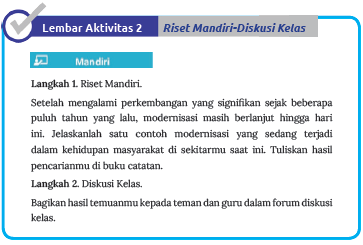 Lembar Aktivitas 2 Riset Mandiri-Diskusi Kelas
Mandiri
Langkah 1. Riset Mandiri.
Setelah mengalami perkembangan yang signifikan sejak beberapa
puluh tahun yang lalu, modernisasi masih berlanjut hingga hari
ini. Jelaskanlah satu contoh modernisasi yang sedang terjadi
dalam kehidupan masyarakat di sekitarmu saat ini. Tuliskan hasil
pencarianmu di buku catatan.
Langkah 2. Diskusi Kelas.
Bagikan hasil temuanmu kepada teman dan guru dalam forum diskusi
kelas.